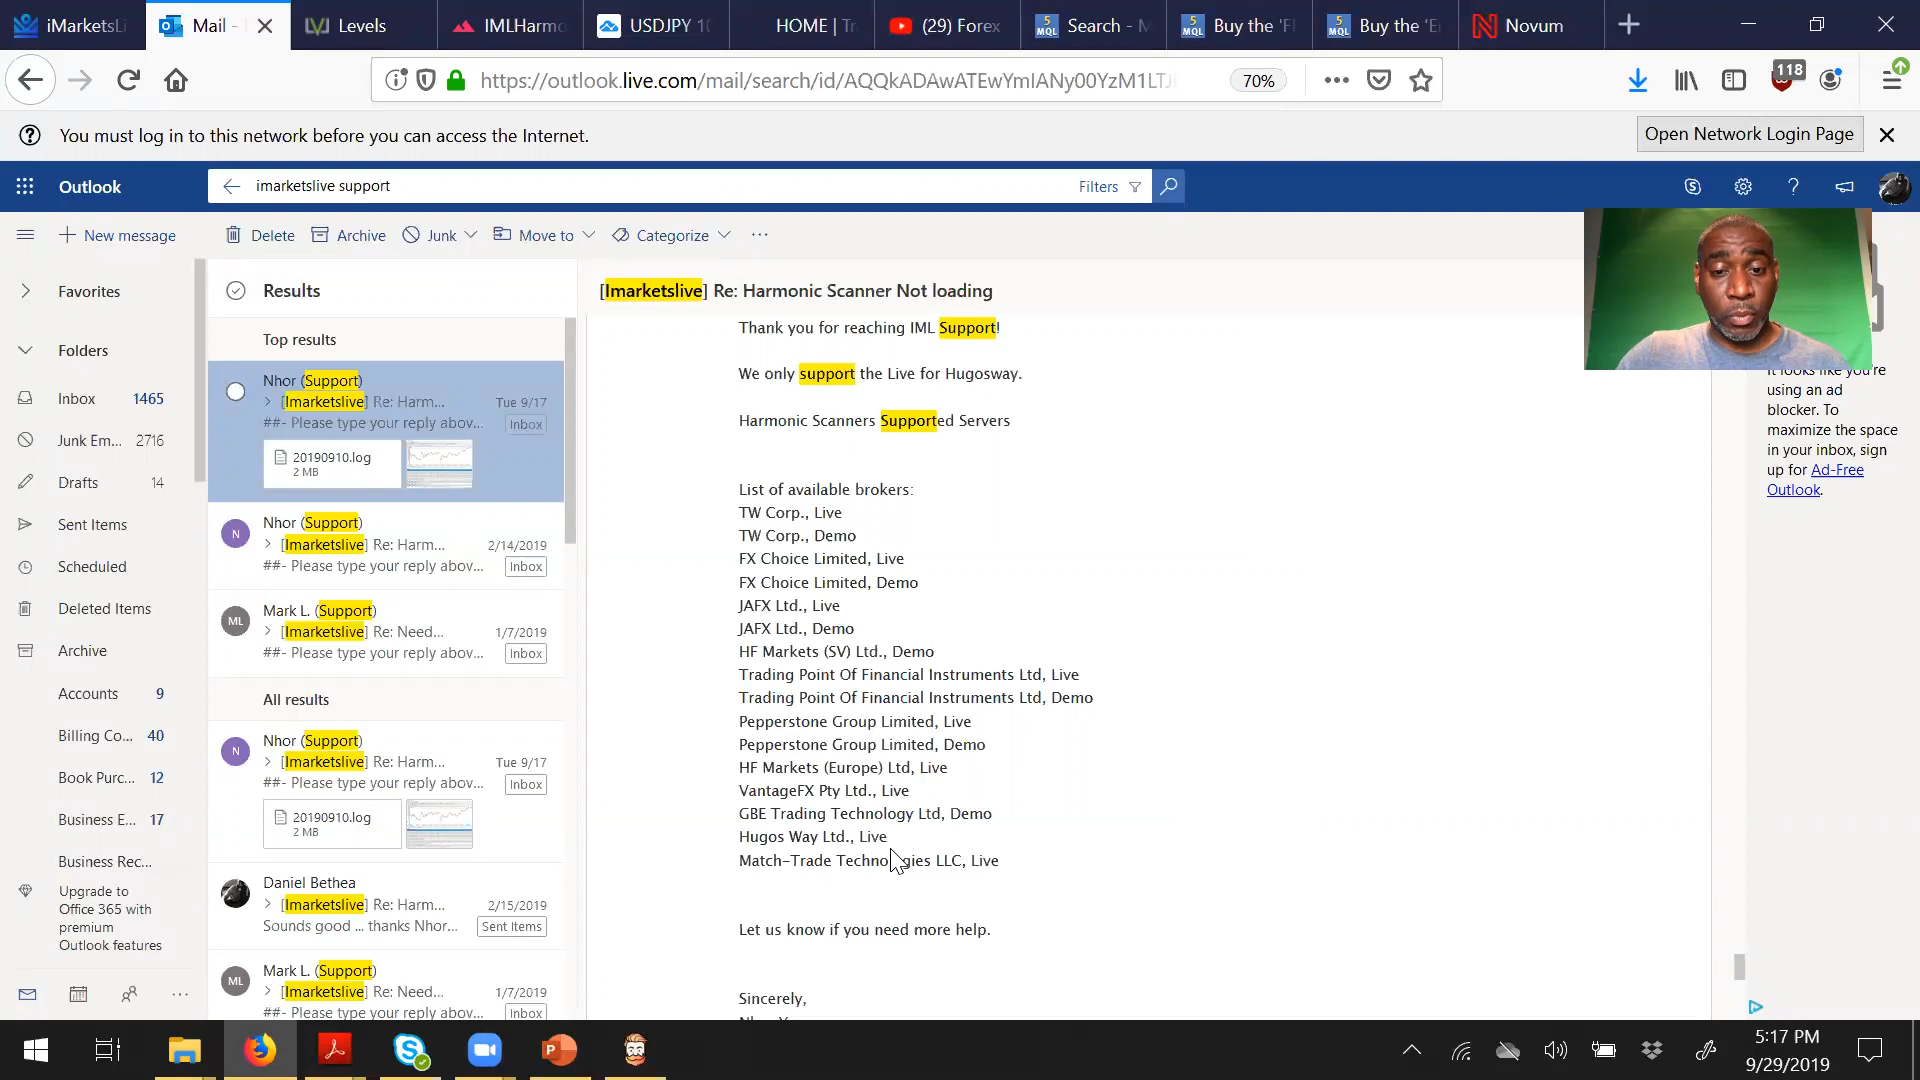 iMarketsLi
Mail -
Levels
IMLHarmo
USDJPY 1
HOME | Tr
(29) Forex
5 MQL
Search - M
5 MQL
Buy the 'F
5 MQL
Buy the 'E
Novum
https://outlook.live.com/mail/search/id/AQQkADAwATEwYmIANy00YzM1LTJ
70%
118
You must log in to this network before you can access the Internet.
Open Network Login Page
Outlook
imarketslive support
Filters
New message
Delete
Archive
Junk
Move to
Categorize
Favorites
Folders
Inbox 1465
Junk Em... 2716
Drafts 14
Sent Items
Scheduled
Deleted Items
Archive
Accounts 9
Billing Co... 40
Book Purc... 12
Business E... 17
Business Rec...
Upgrade to
Office 365 with
premium
Outlook features
Results
Top results
Nhor (Support)
[Imarketslive] Re: Harm... Tue 9/17
##- Please type your reply abov... Inbox
20190910.log
2 MB
N
Nhor (Support)
[Imarketslive] Re: Harm... 2/14/2019
##- Please type your reply abov... Inbox
ML
Mark L. (Support)
[Imarketslive] Re: Need... 1/7/2019
##- Please type your reply abov... Inbox
All results
N
Nhor (Support)
[Imarketslive] Re: Harm... Tue 9/17
##- Please type your reply abov... Inbox
20190910.log
2 MB
Daniel Bethea
[Imarketslive] Re: Harm... 2/15/2019
Sounds good ... thanks Nhor... Sent Items
ML
Mark L. (Support)
[Imarketslive] Re: Need... 1/7/2019
##- Please type your reply abov... Inbox
[Imarketslive] Re: Harmonic Scanner Not loading
Thank you for reaching IML Support!
We only support the Live for Hugosway.
Harmonic Scanners Supported Servers
List of available brokers:
TW Corp., Live
TW Corp., Demo
FX Choice Limited, Live
FX Choice Limited, Demo
JAFX Ltd., Live
JAFX Ltd., Demo
HF Markets (SV) Ltd., Demo
Trading Point Of Financial Instruments Ltd, Live
Trading Point Of Financial Instruments Ltd, Demo
Pepperstone Group Limited, Live
Pepperstone Group Limited, Demo
HF Markets (Europe) Ltd, Live
VantageFX Pty Ltd., Live
GBE Trading Technology Ltd, Demo
Hugos Way Ltd., Live
Match-Trade Technologies LLC, Live
Let us know if you need more help.
Sincerely,
It looks like you're
using an ad
blocker. To
maximize the space
in your inbox, sign
up for Ad-Free
Outlook.
5:17 PM
9/29/2019